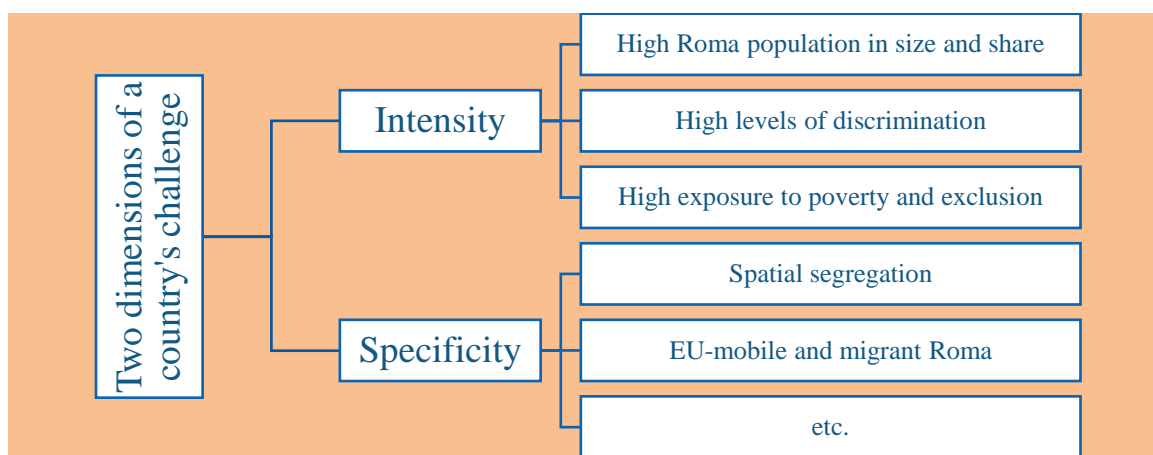 Two dimensions of a
country's challenge
Intensity
High Roma population in size and share
High levels of discrimination
High exposure to poverty and exclusion
Specificity
Spatial segregation
EU-mobile and migrant Roma
etc.